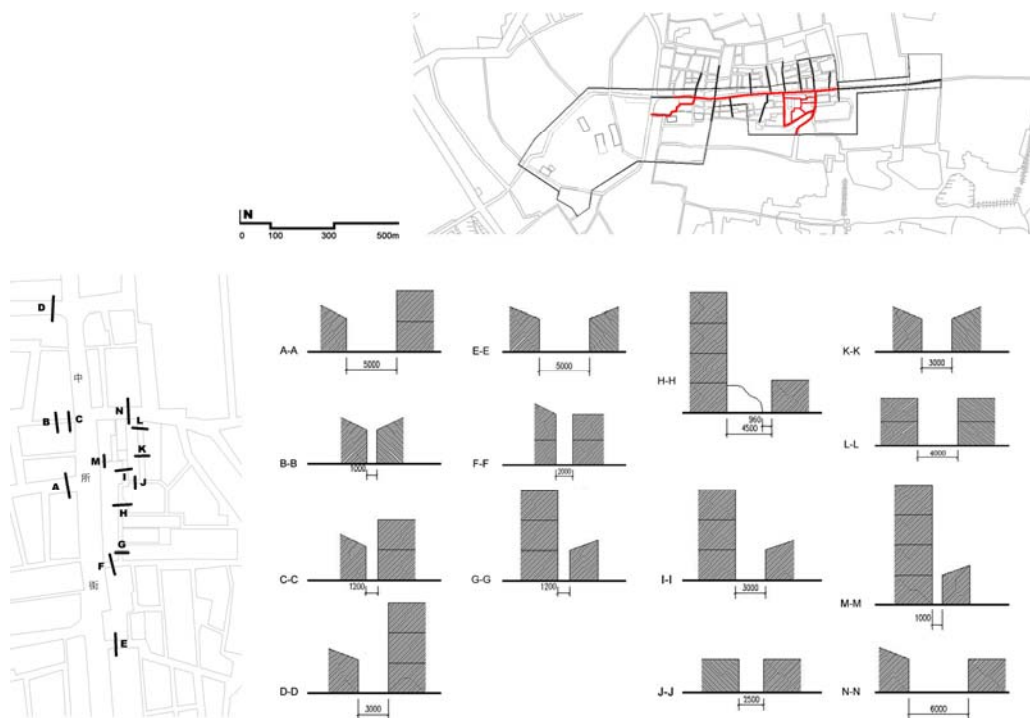 N
0 100 300 500m
D
中
B C
N
L
M
K
所
I
A
J
H
G
F
街
E
A-A
5000
E-E
5000
H-H
960
4500
K-K
3000
B-B
1000
F-F
2000
L-L
4000
C-C
1200
G-G
1200
I-I
3000
M-M
1000
D-D
3000
J-J
2500
N-N
6000